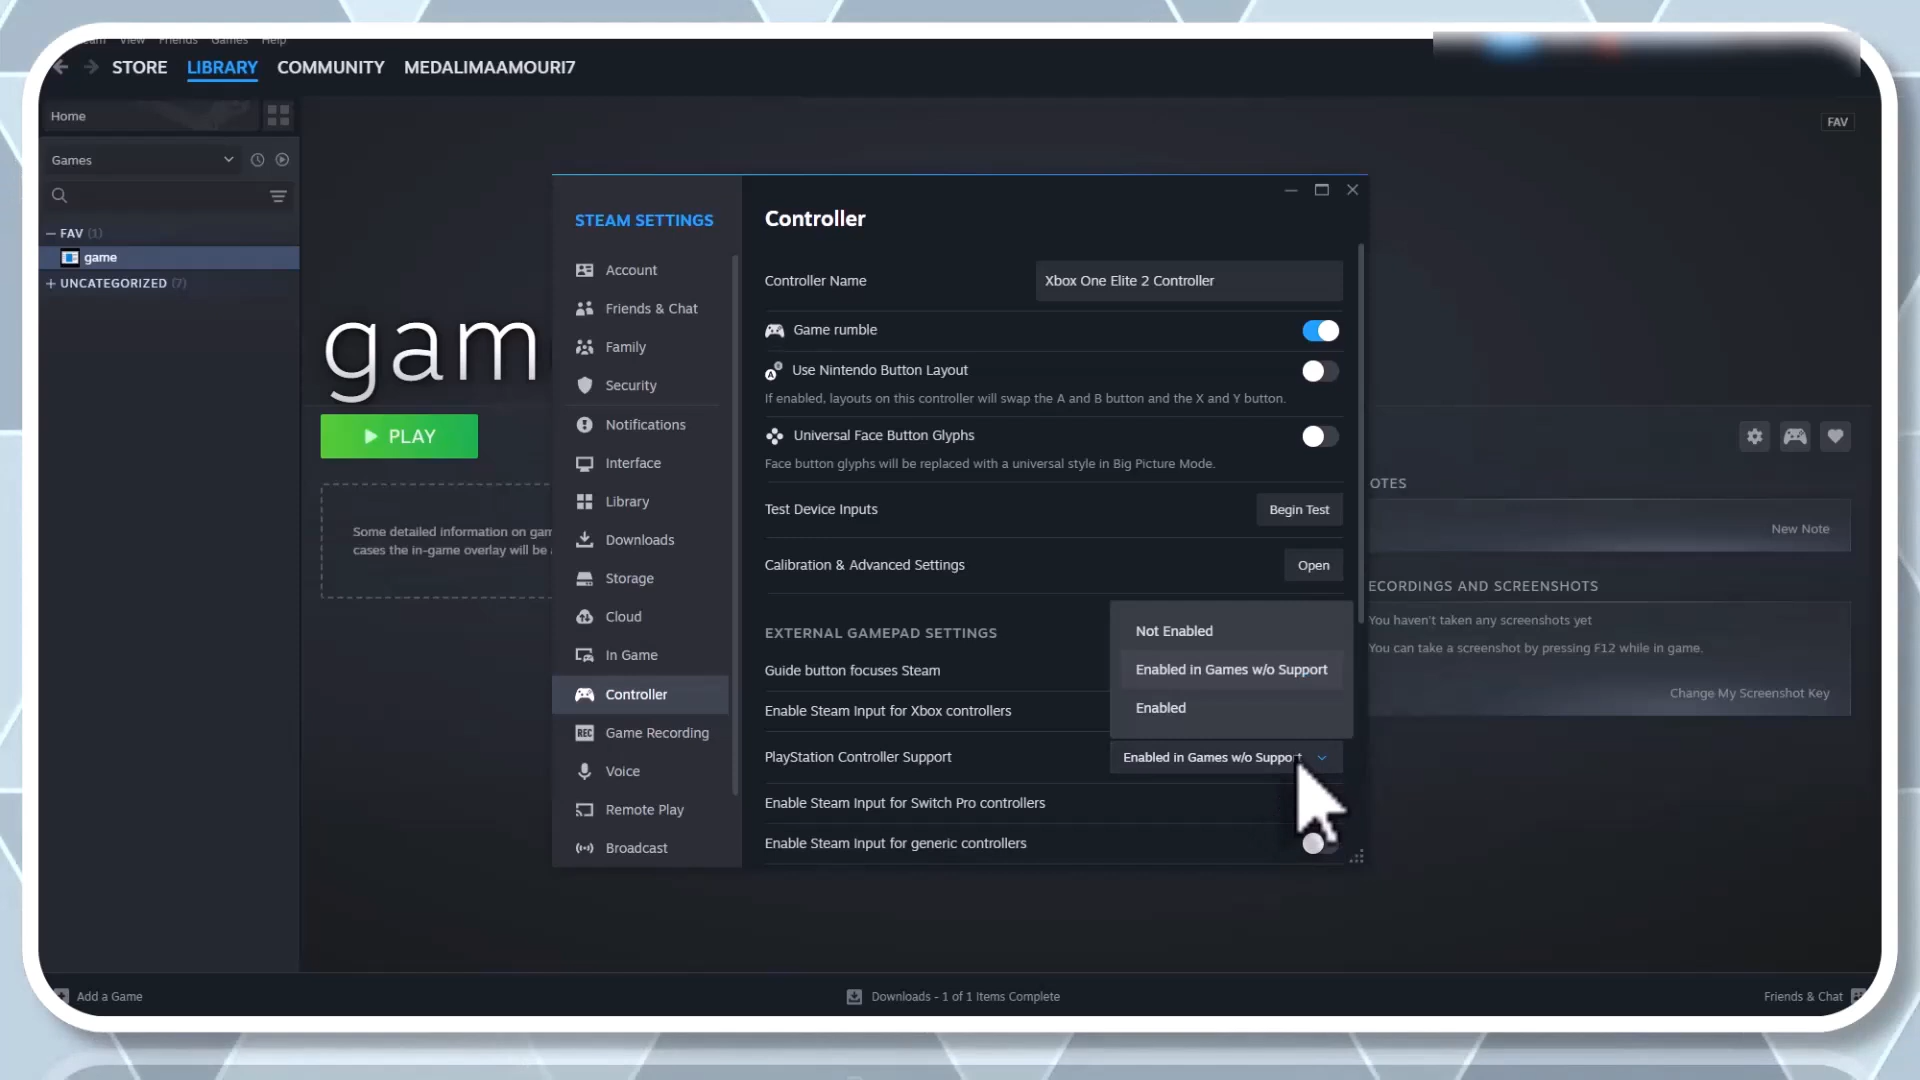 View Friends Games Help
STORE LIBRARY COMMUNITY MEDALIMAAMOURI7
Home
FAV
Games
FAV (1)
game
UNCATEGORIZED (7)
gam
PLAY
Some detailed information on gam
cases the in-game overlay will be
STEAM SETTINGS
Account
Friends & Chat
Family
Security
Notifications
Interface
Library
Downloads
Storage
Cloud
In Game
Controller
REC Game Recording
Voice
Remote Play
Broadcast
Controller
Controller Name Xbox One Elite 2 Controller
Game rumble
Use Nintendo Button Layout
If enabled, layouts on this controller will swap the A and B button and the X and Y button.
Universal Face Button Glyphs
Face button glyphs will be replaced with a universal style in Big Picture Mode.
Test Device Inputs Begin Test
Calibration & Advanced Settings Open
EXTERNAL GAMEPAD SETTINGS
Not Enabled
Enabled in Games w/o Support
Enabled
Guide button focuses Steam
Enable Steam Input for Xbox controllers
PlayStation Controller Support Enabled in Games w/o Support
Enable Steam Input for Switch Pro controllers
Enable Steam Input for generic controllers
OTES
New Note
ECORDINGS AND SCREENSHOTS
You haven't taken any screenshots yet
You can take a screenshot by pressing F12 while in game.
Change My Screenshot Key
Add a Game
Downloads - 1 of 1 Items Complete
Friends & Chat